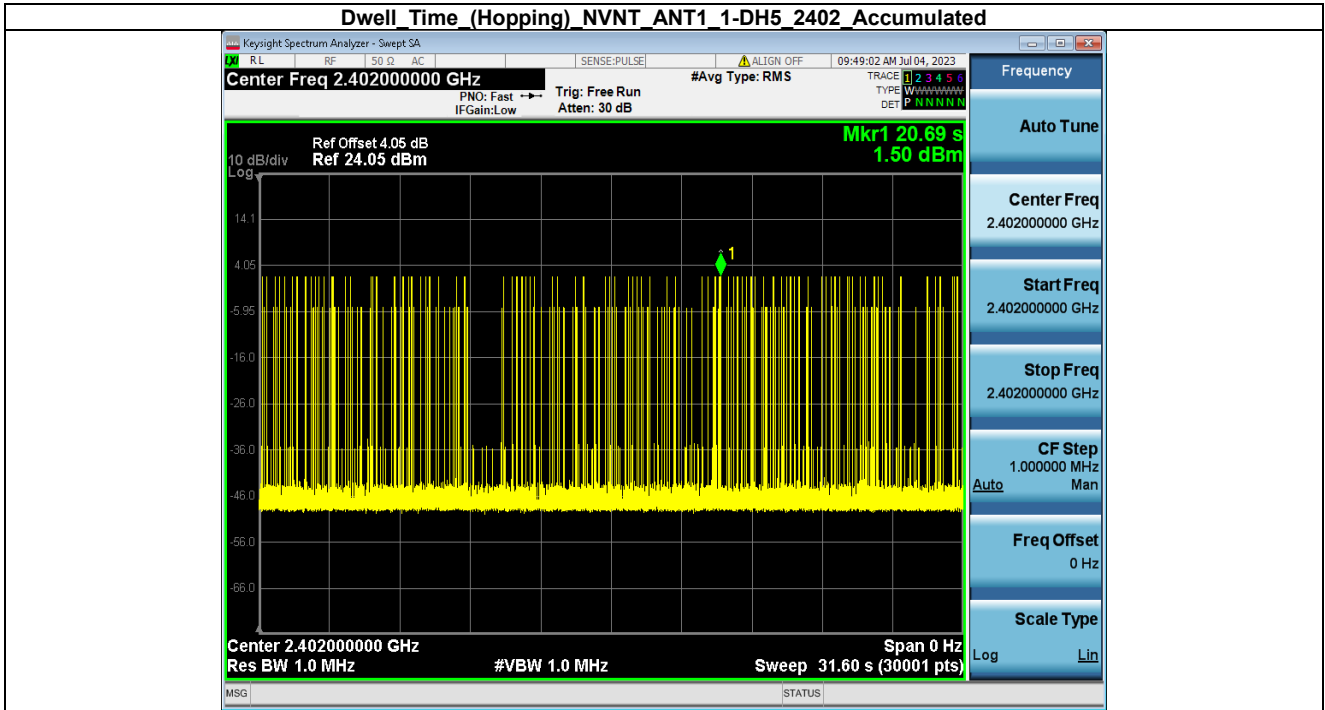 Dwell_Time_(Hopping)_NVNT_ANT1_1-DH5_2402_Accumulated
Keysight Spectrum Analyzer - Swept SA
LXI RL RF 50 Ω AC SENSE:PULSE ALIGN OFF 09:49:02 AM Jul 04, 2023
Center Freq 2.402000000 GHz #Avg Type: RMS TRACE 1 2 3 4 5 6
PNO: Fast Trig: Free Run TYPE WWWWWW
IFGain:Low Atten: 30 dB DET P N N N N N
Mkr1 20.69 s
1.50 dBm
Ref Offset 4.05 dB
10 dB/div Ref 24.05 dBm
Log
14.1
4.05
-5.95
-16.0
-26.0
-36.0
-46.0
-56.0
-66.0
1
Center 2.402000000 GHz Span 0 Hz
Res BW 1.0 MHz #VBW 1.0 MHz Sweep 31.60 s (30001 pts)
MSG STATUS
Frequency
Auto Tune
Center Freq
2.402000000 GHz
Start Freq
2.402000000 GHz
Stop Freq
2.402000000 GHz
CF Step
1.000000 MHz
Auto Man
Freq Offset
0 Hz
Scale Type
Log Lin